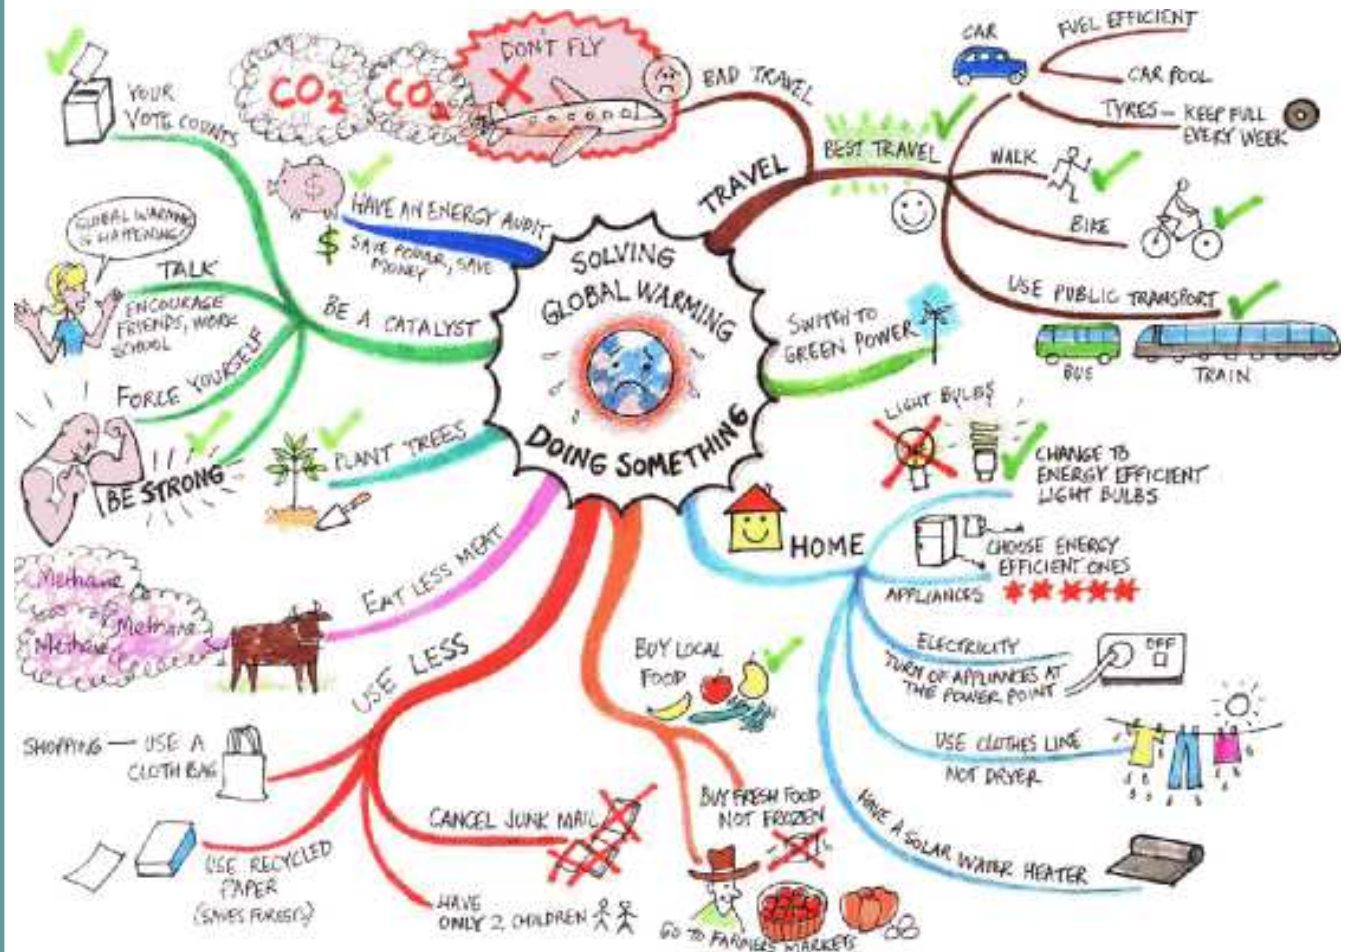 SOLVING
GLOBAL WARMING
DOING SOMETHING
TRAVEL
BAD TRAVEL
DON'T FLY
CO2
CO2
BEST TRAVEL
CAR
FUEL EFFICIENT
CAR POOL
TYRES – KEEP FULL
EVERY WEEK
WALK
BIKE
USE PUBLIC TRANSPORT
BUS
TRAIN
SWITCH TO
GREEN POWER
HOME
LIGHT BULBS
CHANGE TO
ENERGY EFFICIENT
LIGHT BULBS
CHOOSE ENERGY
EFFICIENT ONES
APPLIANCES
ELECTRICITY
OFF
TURN OF APPLIANCES AT
THE POWER POINT
USE CLOTHES LINE
NOT DRYER
HAVE A SOLAR WATER HEATER
BUY LOCAL
FOOD
BUY FRESH FOOD
NOT FROZEN
GO TO FARMERS MARKETS
USE LESS
SHOPPING — USE A
CLOTH BAG
USE RECYCLED
PAPER
(SAVES FORESTS)
CANCEL JUNK MAIL
HAVE
ONLY 2 CHILDREN
EAT LESS MEAT
Methane
Methane
Methane
PLANT TREES
BE A CATALYST
YOUR
VOTE COUNTS
GLOBAL WARMING
IS HAPPENING!
TALK
ENCOURAGE
FRIENDS, WORK
SCHOOL
FORCE YOURSELF
BE STRONG
HAVE AN ENERGY AUDIT
SAVE POWER, SAVE
MONEY
$
$